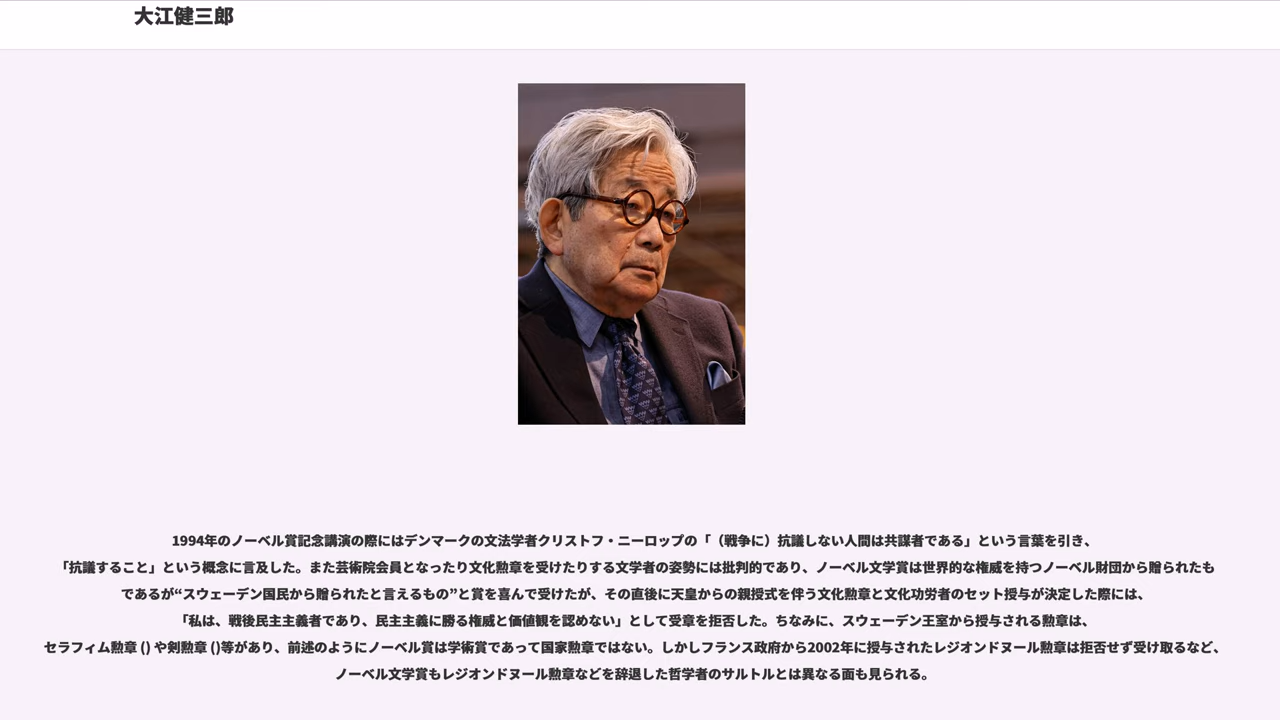 大江健三郎
1994年のノーベル賞記念講演の際にはデンマークの文法学者クリストフ・ニーロップの「（戦争に）抗議しない人間は共謀者である」という言葉を引き、
「抗議すること」という概念に言及した。また芸術院会員となったり文化勲章を受けたりする文学者の姿勢には批判的であり、ノーベル文学賞は世界的な権威を持つノーベル財団から贈られたも
であるが“スウェーデン国民から贈られたと言えるもの”と賞を喜んで受けたが、その直後に天皇からの親授式を伴う文化勲章と文化功労者のセット授与が決定した際には、
「私は、戦後民主主義者であり、民主主義に勝る権威と価値観を認めない」として受章を拒否した。ちなみに、スウェーデン王室から授与される勲章は、
セラフィム勲章 () や剣勲章 ()等があり、前述のようにノーベル賞は学術賞であって国家勲章ではない。しかしフランス政府から2002年に授与されたレジオンドヌール勲章は拒否せず受け取るなど、
ノーベル文学賞もレジオンドヌール勲章などを辞退した哲学者のサルトルとは異なる面も見られる。